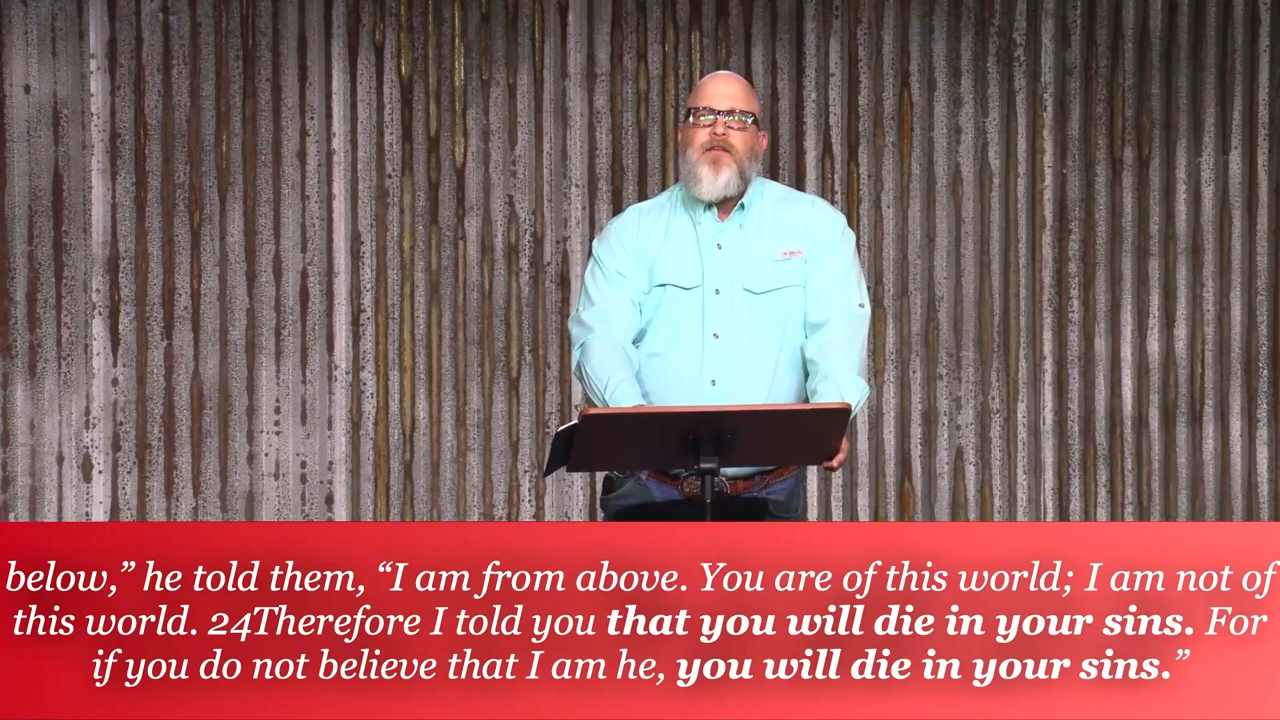 below,” he told them, “I am from above. You are of this world; I am not of
this world. 24Therefore I told you that you will die in your sins. For
if you do not believe that I am he, you will die in your sins.”